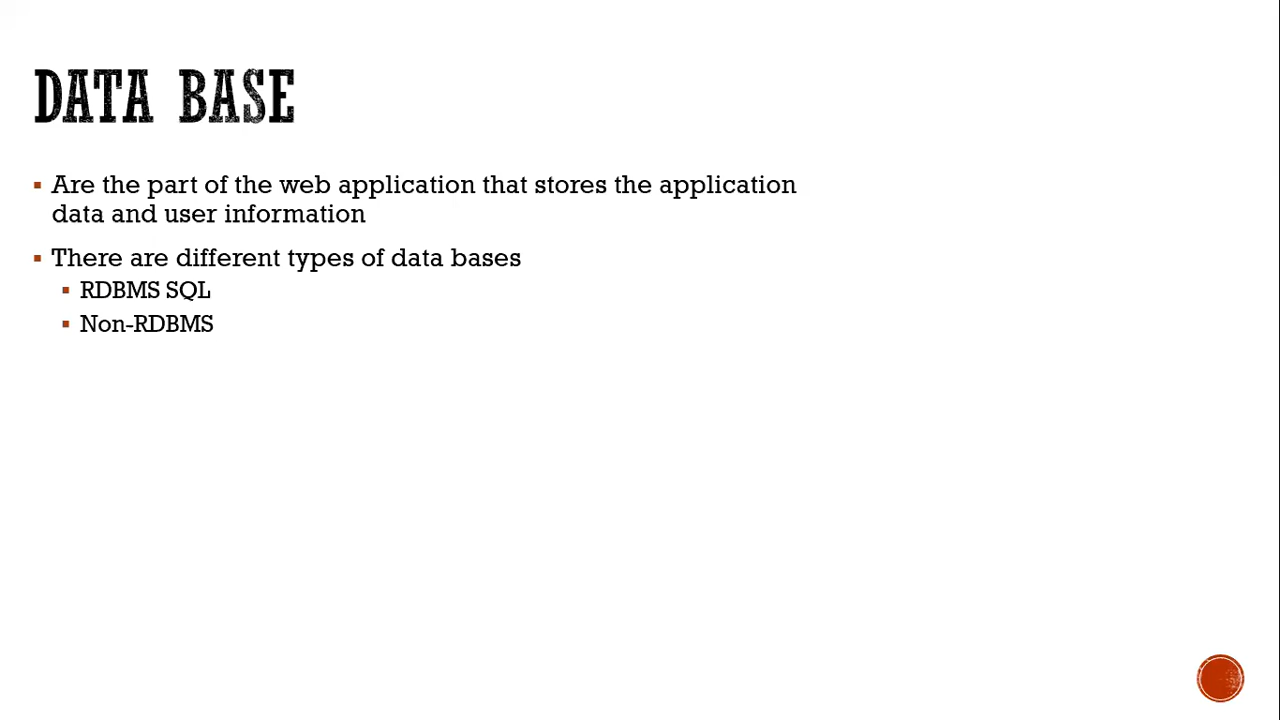 DATA BASE
Are the part of the web application that stores the application
data and user information
There are different types of data bases
RDBMS SQL
Non-RDBMS